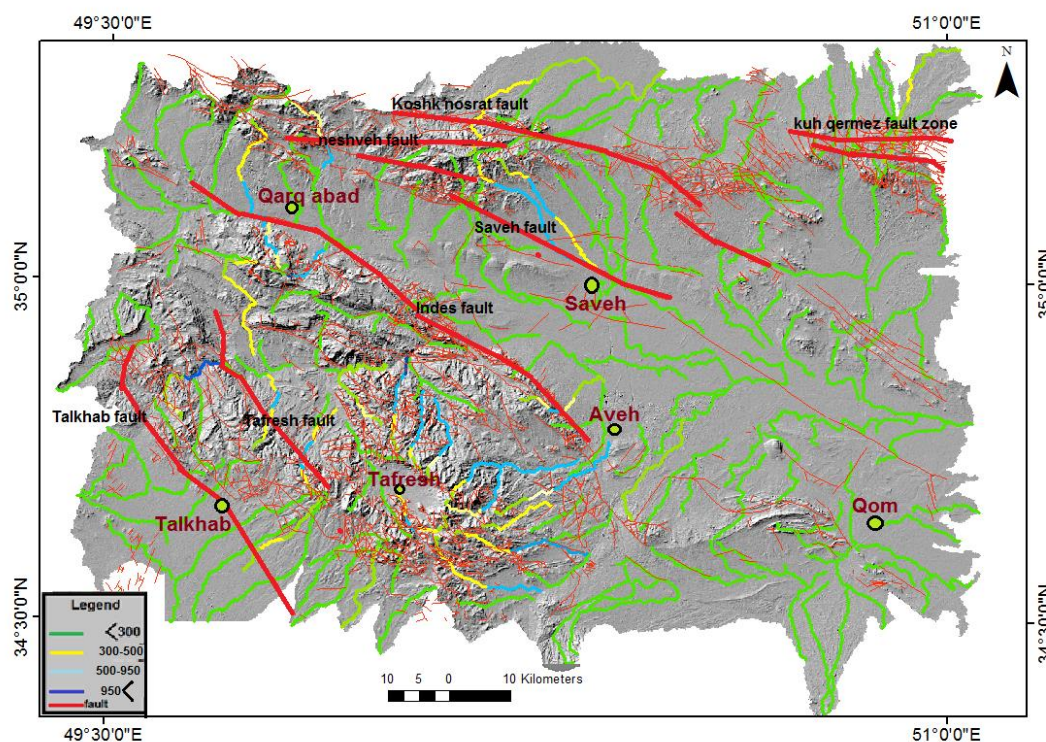 49°30'0"E
51°0'0"E
N
Koshk nosrat fault
kuh qermez fault zone
neshveh fault
Qarq abad
Saveh fault
35°0'0"N
35°0'0"N
Saveh
Indes fault
Talkhab fault
Tafresh fault
Aveh
Tafresh
Talkhab
Qom
34°30'0"N
34°30'0"N
Legend
<300
300-500
500-950
950<
fault
10 5 0 10 Kilometers
49°30'0"E
51°0'0"E